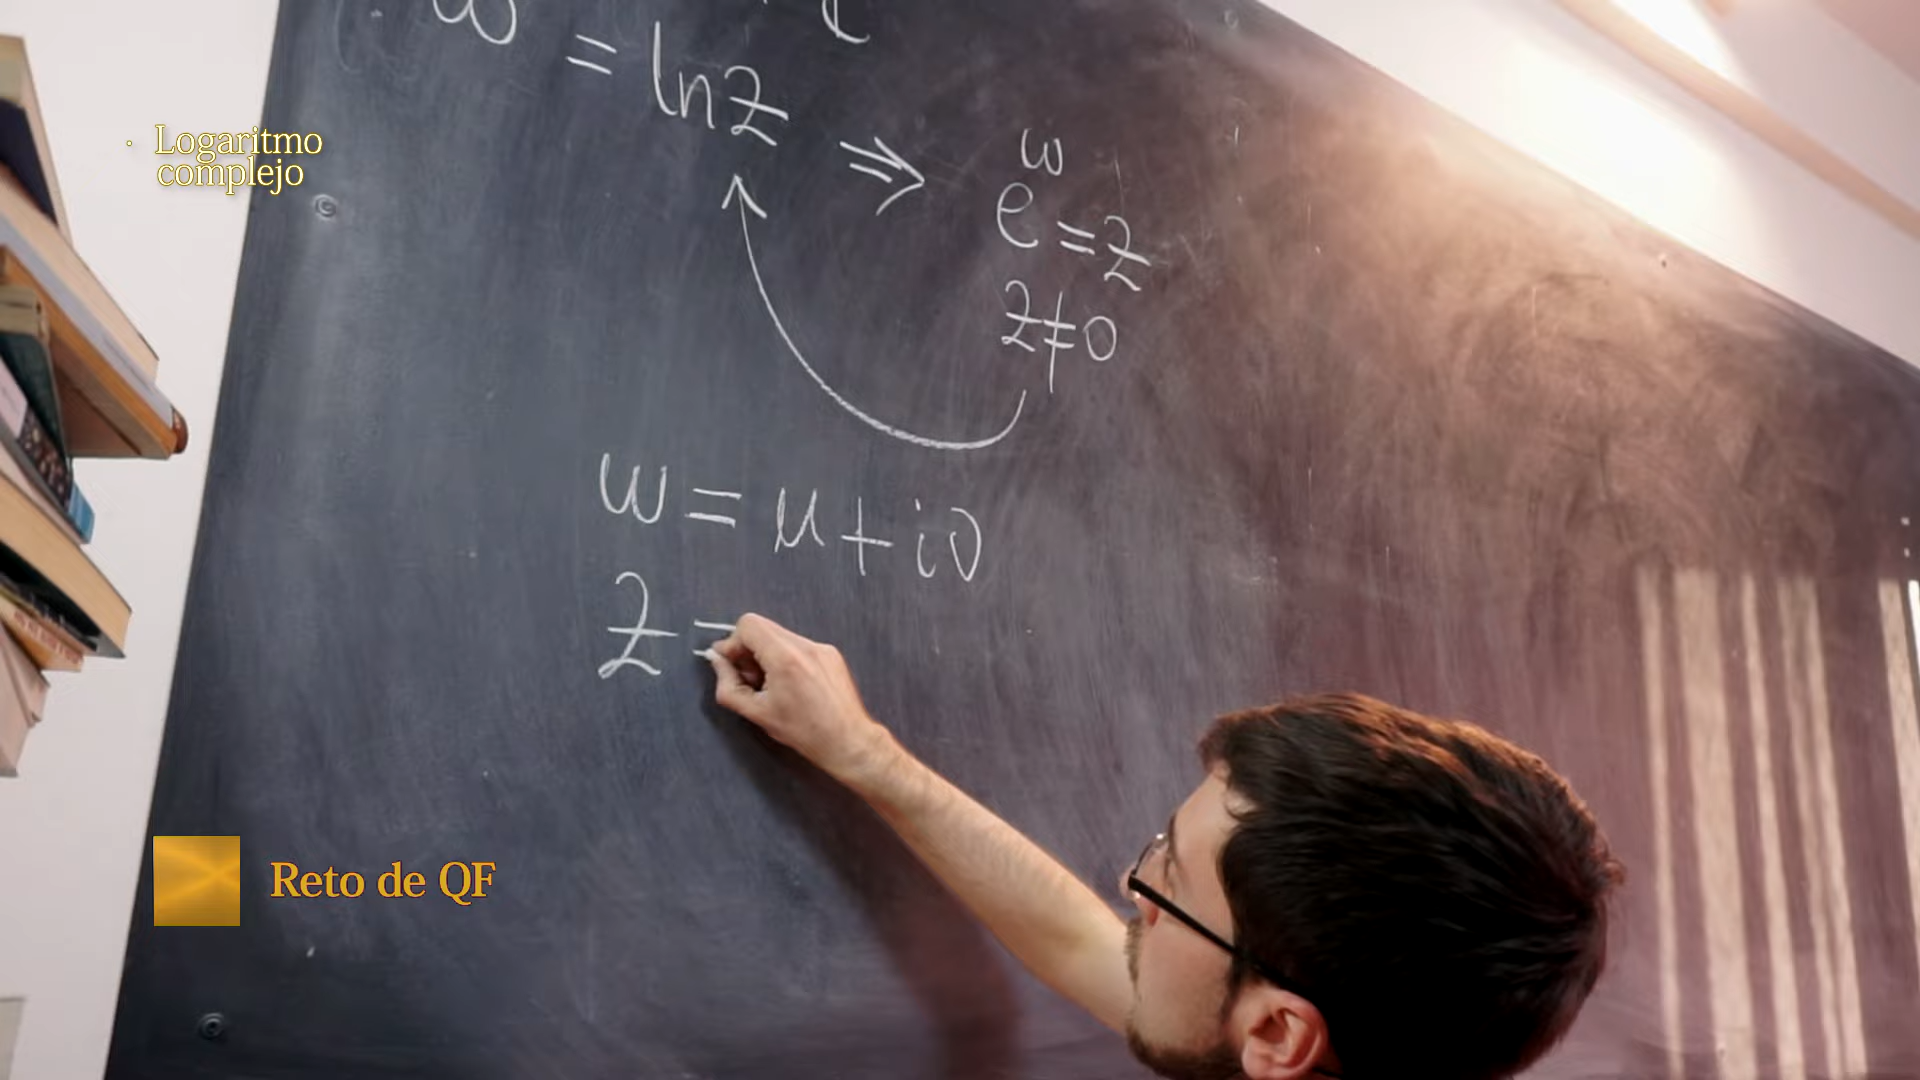 w = ln z ⇒ e^w = z
z ≠ 0
w = u + iv
z =
· Logaritmo
complejo
Reto de QF